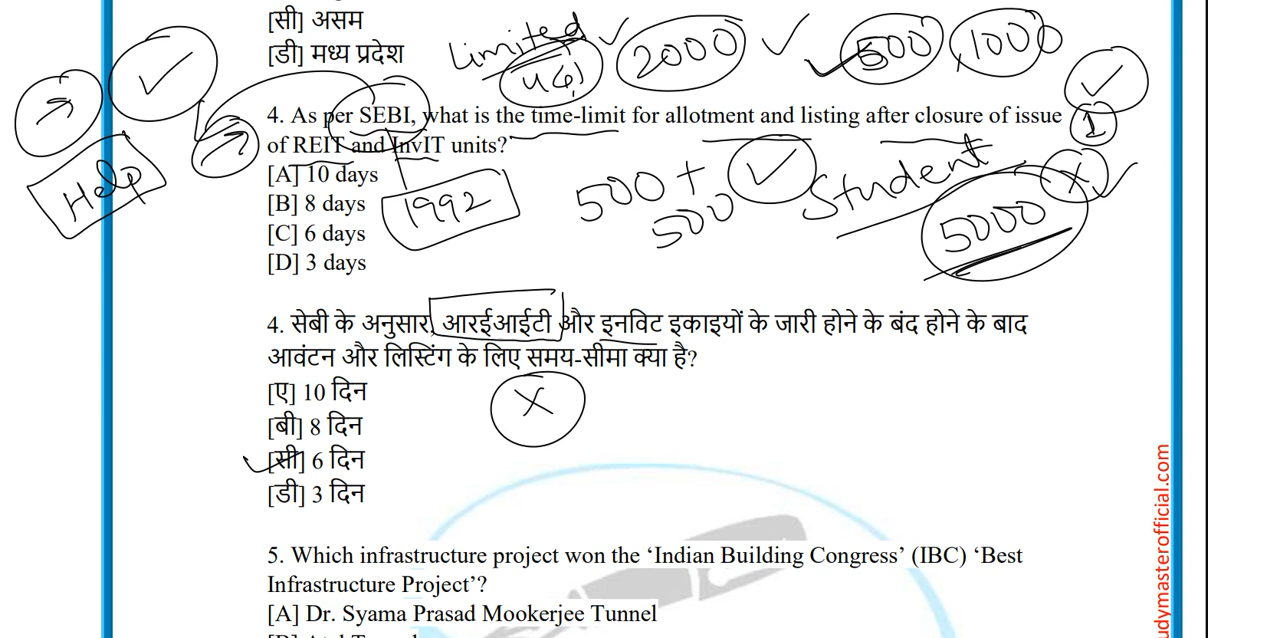 [सी] असम
[डी] मध्य प्रदेश
Limited
2000
500
1000
4. As per SEBI, what is the time-limit for allotment and listing after closure of issue
of REIT and InvIT units?
[A] 10 days
[B] 8 days
[C] 6 days
[D] 3 days
Help
1992
500 +
500
Student
5000
4. सेबी के अनुसार, आरईआईटी और इनविट इकाइयों के जारी होने के बंद होने के बाद
आवंटन और लिस्टिंग के लिए समय-सीमा क्या है?
[ए] 10 दिन
[बी] 8 दिन
[सी] 6 दिन
[डी] 3 दिन
5. Which infrastructure project won the ‘Indian Building Congress’ (IBC) ‘Best
Infrastructure Project’?
[A] Dr. Syama Prasad Mookerjee Tunnel
udymasterofficial.com